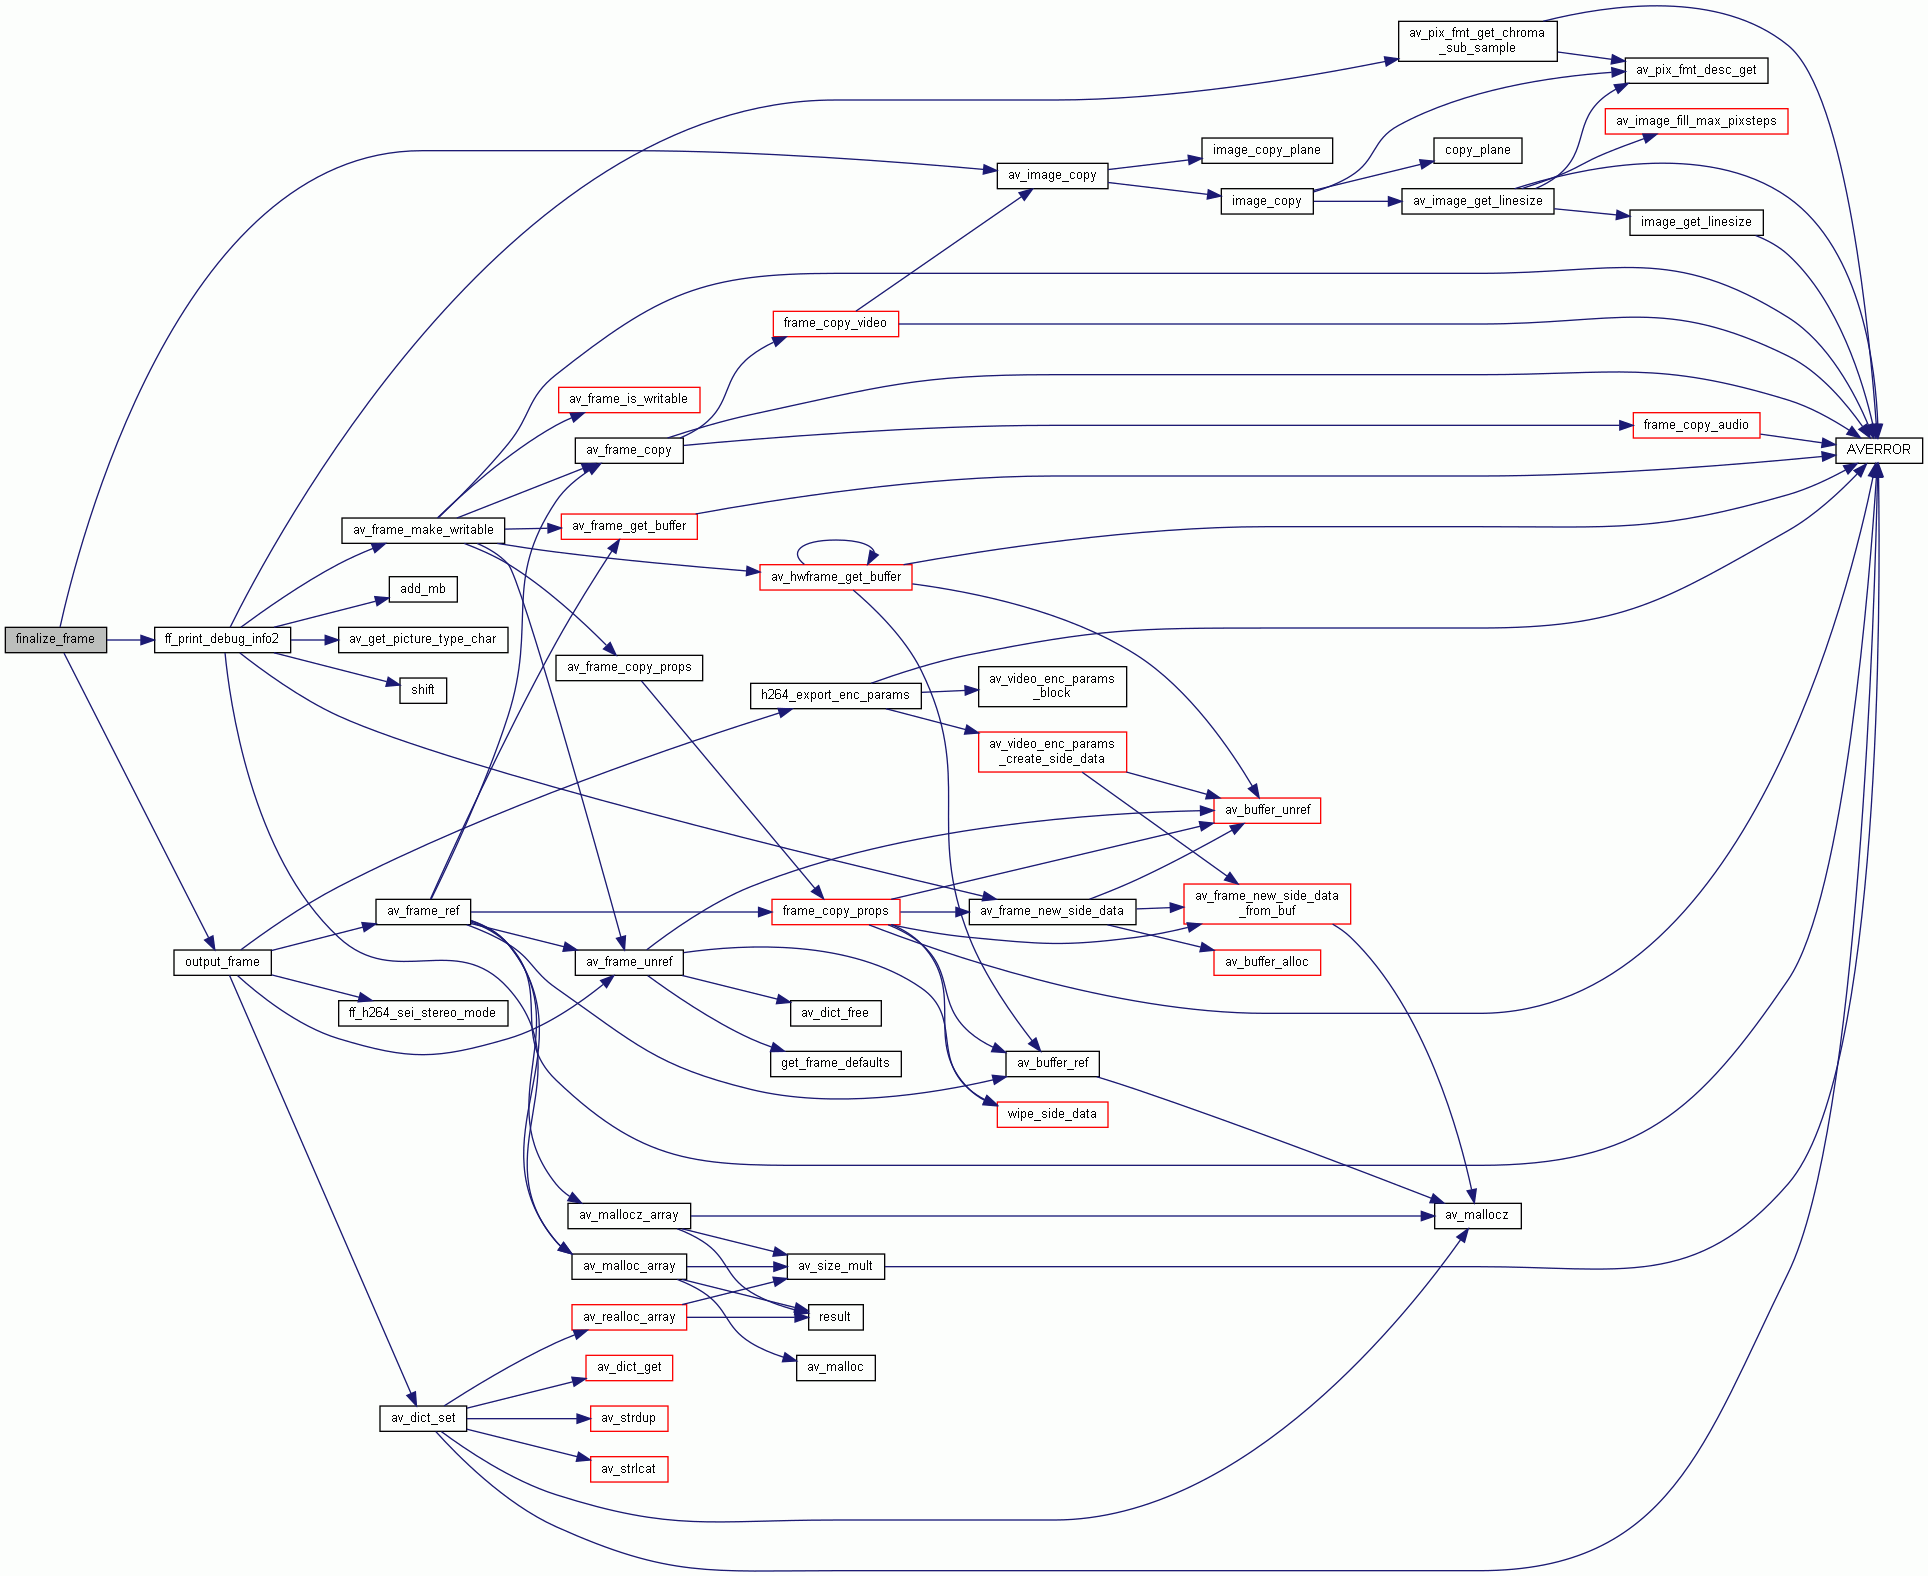 av_pix_fmt_get_chroma
_sub_sample
av_pix_fmt_desc_get
av_image_fill_max_pixsteps
image_copy_plane
copy_plane
av_image_copy
image_copy
av_image_get_linesize
image_get_linesize
frame_copy_video
av_frame_is_writable
frame_copy_audio
av_frame_copy
AVERROR
av_frame_make_writable
av_frame_get_buffer
av_hwframe_get_buffer
add_mb
finalize_frame
ff_print_debug_info2
av_get_picture_type_char
av_frame_copy_props
shift
h264_export_enc_params
av_video_enc_params
_block
av_video_enc_params
_create_side_data
av_buffer_unref
av_frame_ref
frame_copy_props
av_frame_new_side_data
av_frame_new_side_data
_from_buf
output_frame
av_frame_unref
av_buffer_alloc
ff_h264_sei_stereo_mode
av_dict_free
get_frame_defaults
av_buffer_ref
wipe_side_data
av_mallocz_array
av_mallocz
av_malloc_array
av_size_mult
av_realloc_array
result
av_dict_get
av_malloc
av_dict_set
av_strdup
av_strlcat